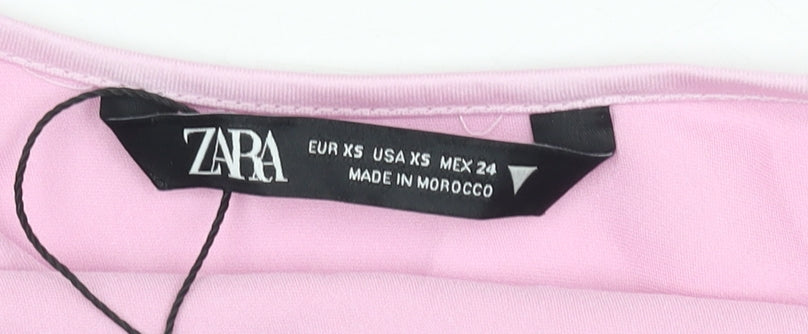 ZARA
EUR XS USA XS MEX 24
MADE IN MOROCCO